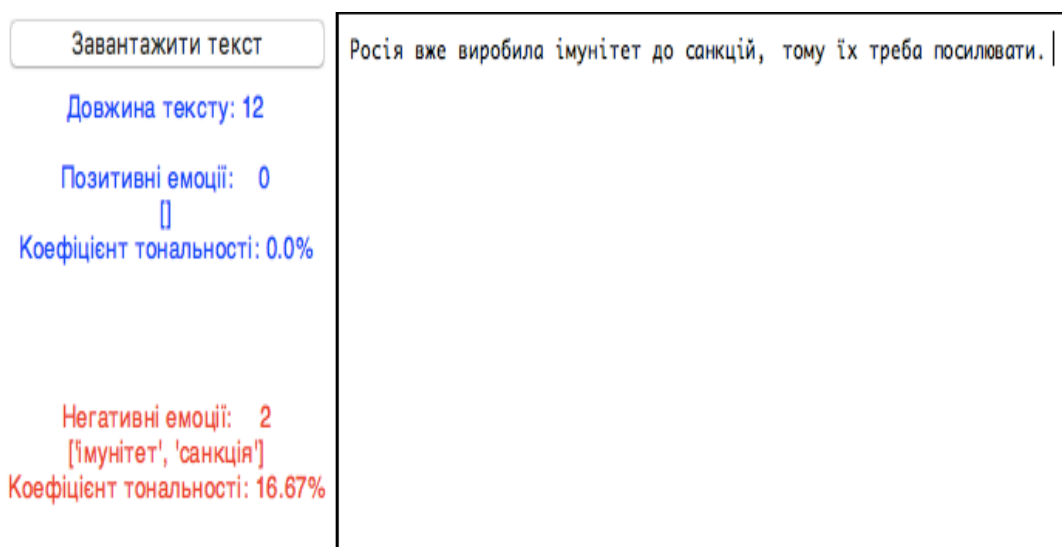 Завантажити текст
Довжина тексту: 12
Позитивні емоції: 0
[]
Коефіцієнт тональності: 0.0%
Негативні емоції: 2
['імунітет', 'санкція']
Коефіцієнт тональності: 16.67%
Росія вже виробила імунітет до санкцій, тому їх треба посилювати.